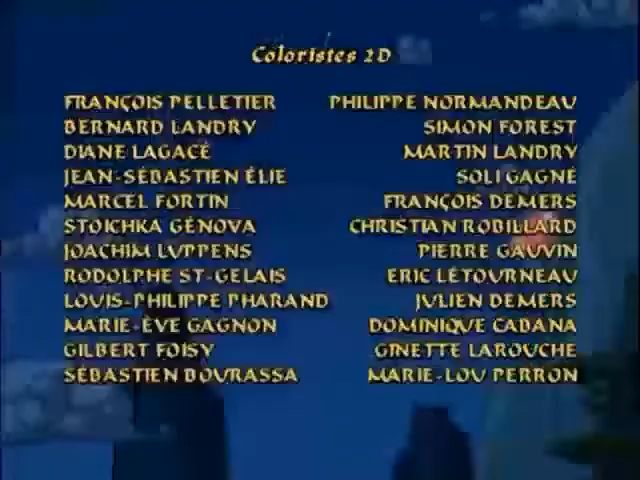 Coloristes 2D
FRANÇOIS PELLETIER PHILIPPE NORMANDEAU
BERNARD LANDRY SIMON FOREST
DIANE LAGACÉ MARTIN LANDRY
JEAN-SÉBASTIEN ÉLIE SOLI GAGNÉ
MARCEL FORTIN FRANÇOIS DEMERS
STOICHKA GÉNOVA CHRISTIAN ROBILLARD
JOACHIM LUPPENS PIERRE GAUVIN
RODOLPHE ST-GELAIS ERIC LÉTOURNEAU
LOUIS-PHILIPPE PHARAND JULIEN DEMERS
MARIE-ÈVE GAGNON DOMINIQUE CABANA
GILBERT FOISY GINETTE LAROUCHE
SÉBASTIEN BOURASSA MARIE-LOU PERRON